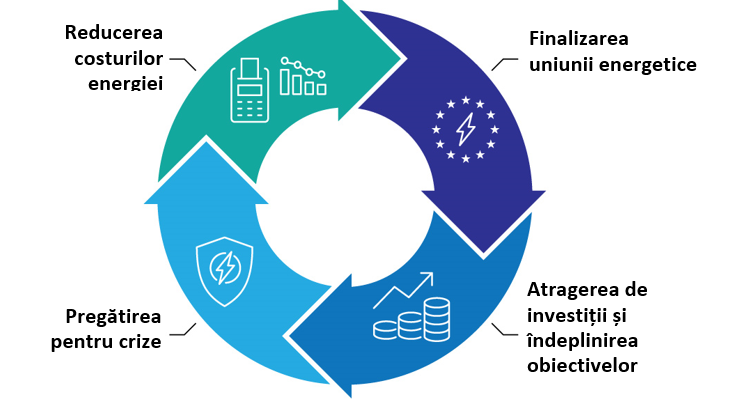 Reducerea
costurilor
energiei
Finalizarea
uniunii energetice
Pregătirea
pentru crize
Atragerea de
investiții și
îndeplinirea
obiectivelor